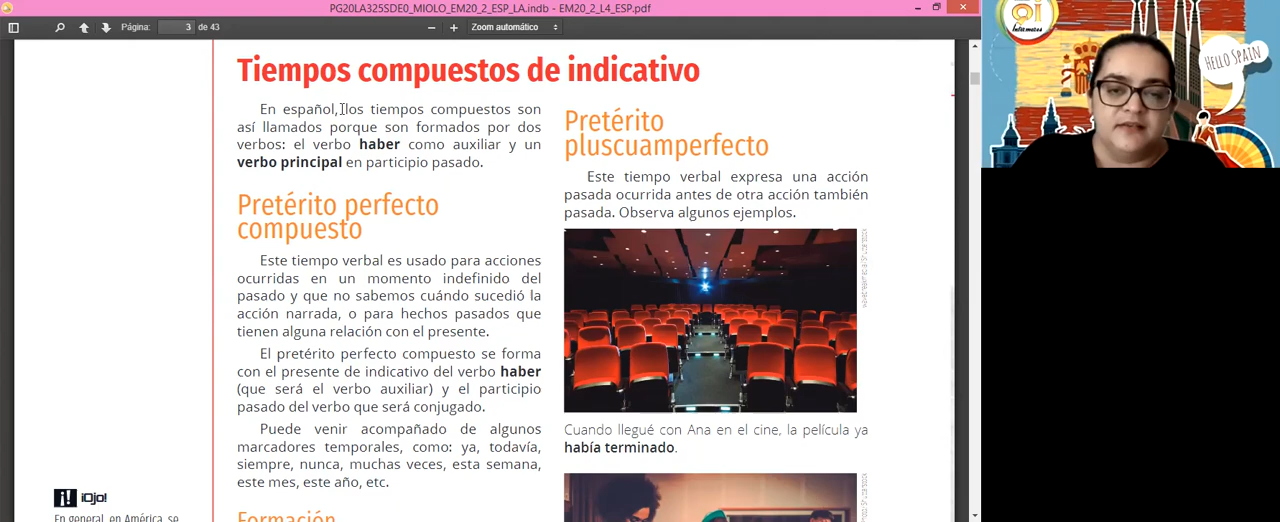 PG20LA325SDE0_MIOLO_EM20_2_ESP_LA.indb - EM20_2_L4_ESP.pdf
Página: 3 de 43
Zoom automático
Tiempos compuestos de indicativo
En español, los tiempos compuestos son
así llamados porque son formados por dos
verbos: el verbo haber como auxiliar y un
verbo principal en participio pasado.
Pretérito perfecto
compuesto
Este tiempo verbal es usado para acciones
ocurridas en un momento indefinido del
pasado y que no sabemos cuándo sucedió la
acción narrada, o para hechos pasados que
tienen alguna relación con el presente.
El pretérito perfecto compuesto se forma
con el presente de indicativo del verbo haber
(que será el verbo auxiliar) y el participio
pasado del verbo que será conjugado.
Puede venir acompañado de algunos
marcadores temporales, como: ya, todavía,
siempre, nunca, muchas veces, esta semana,
este mes, este año, etc.
Formación
¡!
¡Ojo!
En general, en América, se
Pretérito
pluscuamperfecto
Este tiempo verbal expresa una acción
pasada ocurrida antes de otra acción también
pasada. Observa algunos ejemplos.
Cuando llegué con Ana en el cine, la película ya
había terminado.
HELLO SPAIN